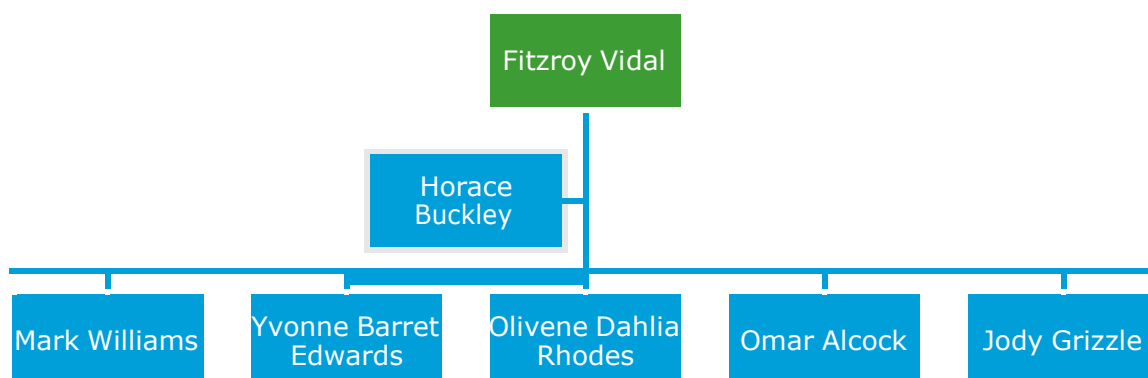 Fitzroy Vidal
Horace
Buckley
Mark Williams
Yvonne Barret
Edwards
Olivene Dahlia
Rhodes
Omar Alcock
Jody Grizzle